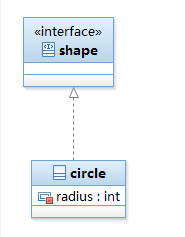 «interface»
shape
circle
radius : int